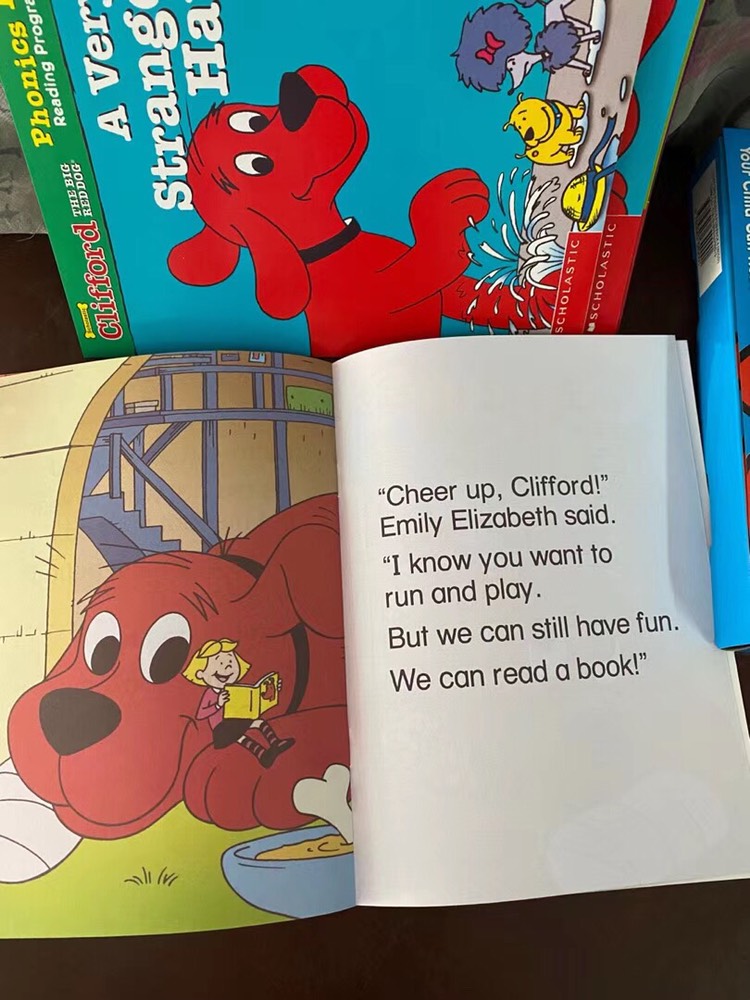 Phonics
Reading Progra
Clifford
THE BIG
RED DOG
A Very
Strange
Ha
SCHOLASTIC
SCHOLASTIC
“Cheer up, Clifford!”
Emily Elizabeth said.
“I know you want to
run and play.
But we can still have fun.
We can read a book!”